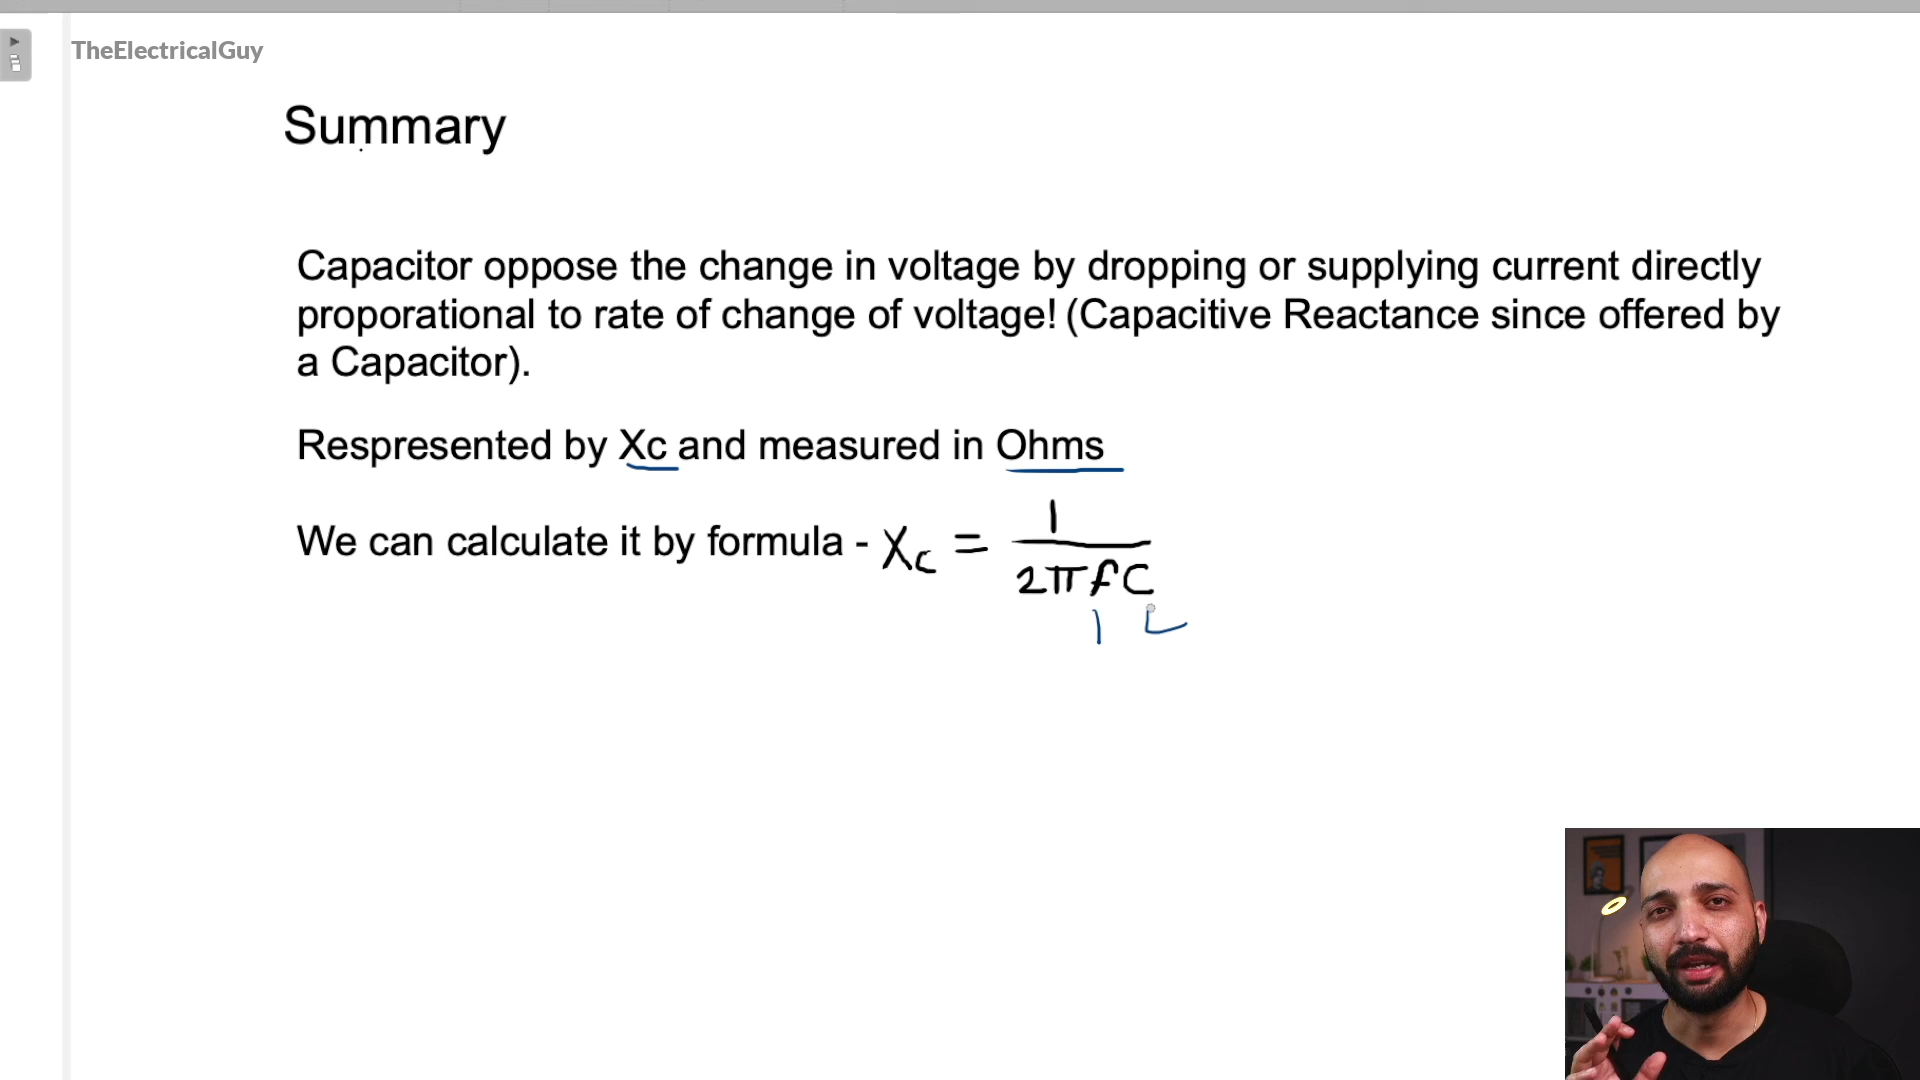 TheElectricalGuy
Summary
Capacitor oppose the change in voltage by dropping or supplying current directly
proporational to rate of change of voltage! (Capacitive Reactance since offered by
a Capacitor).
Respresented by Xc and measured in Ohms
We can calculate it by formula - Xc = 1
2πfC